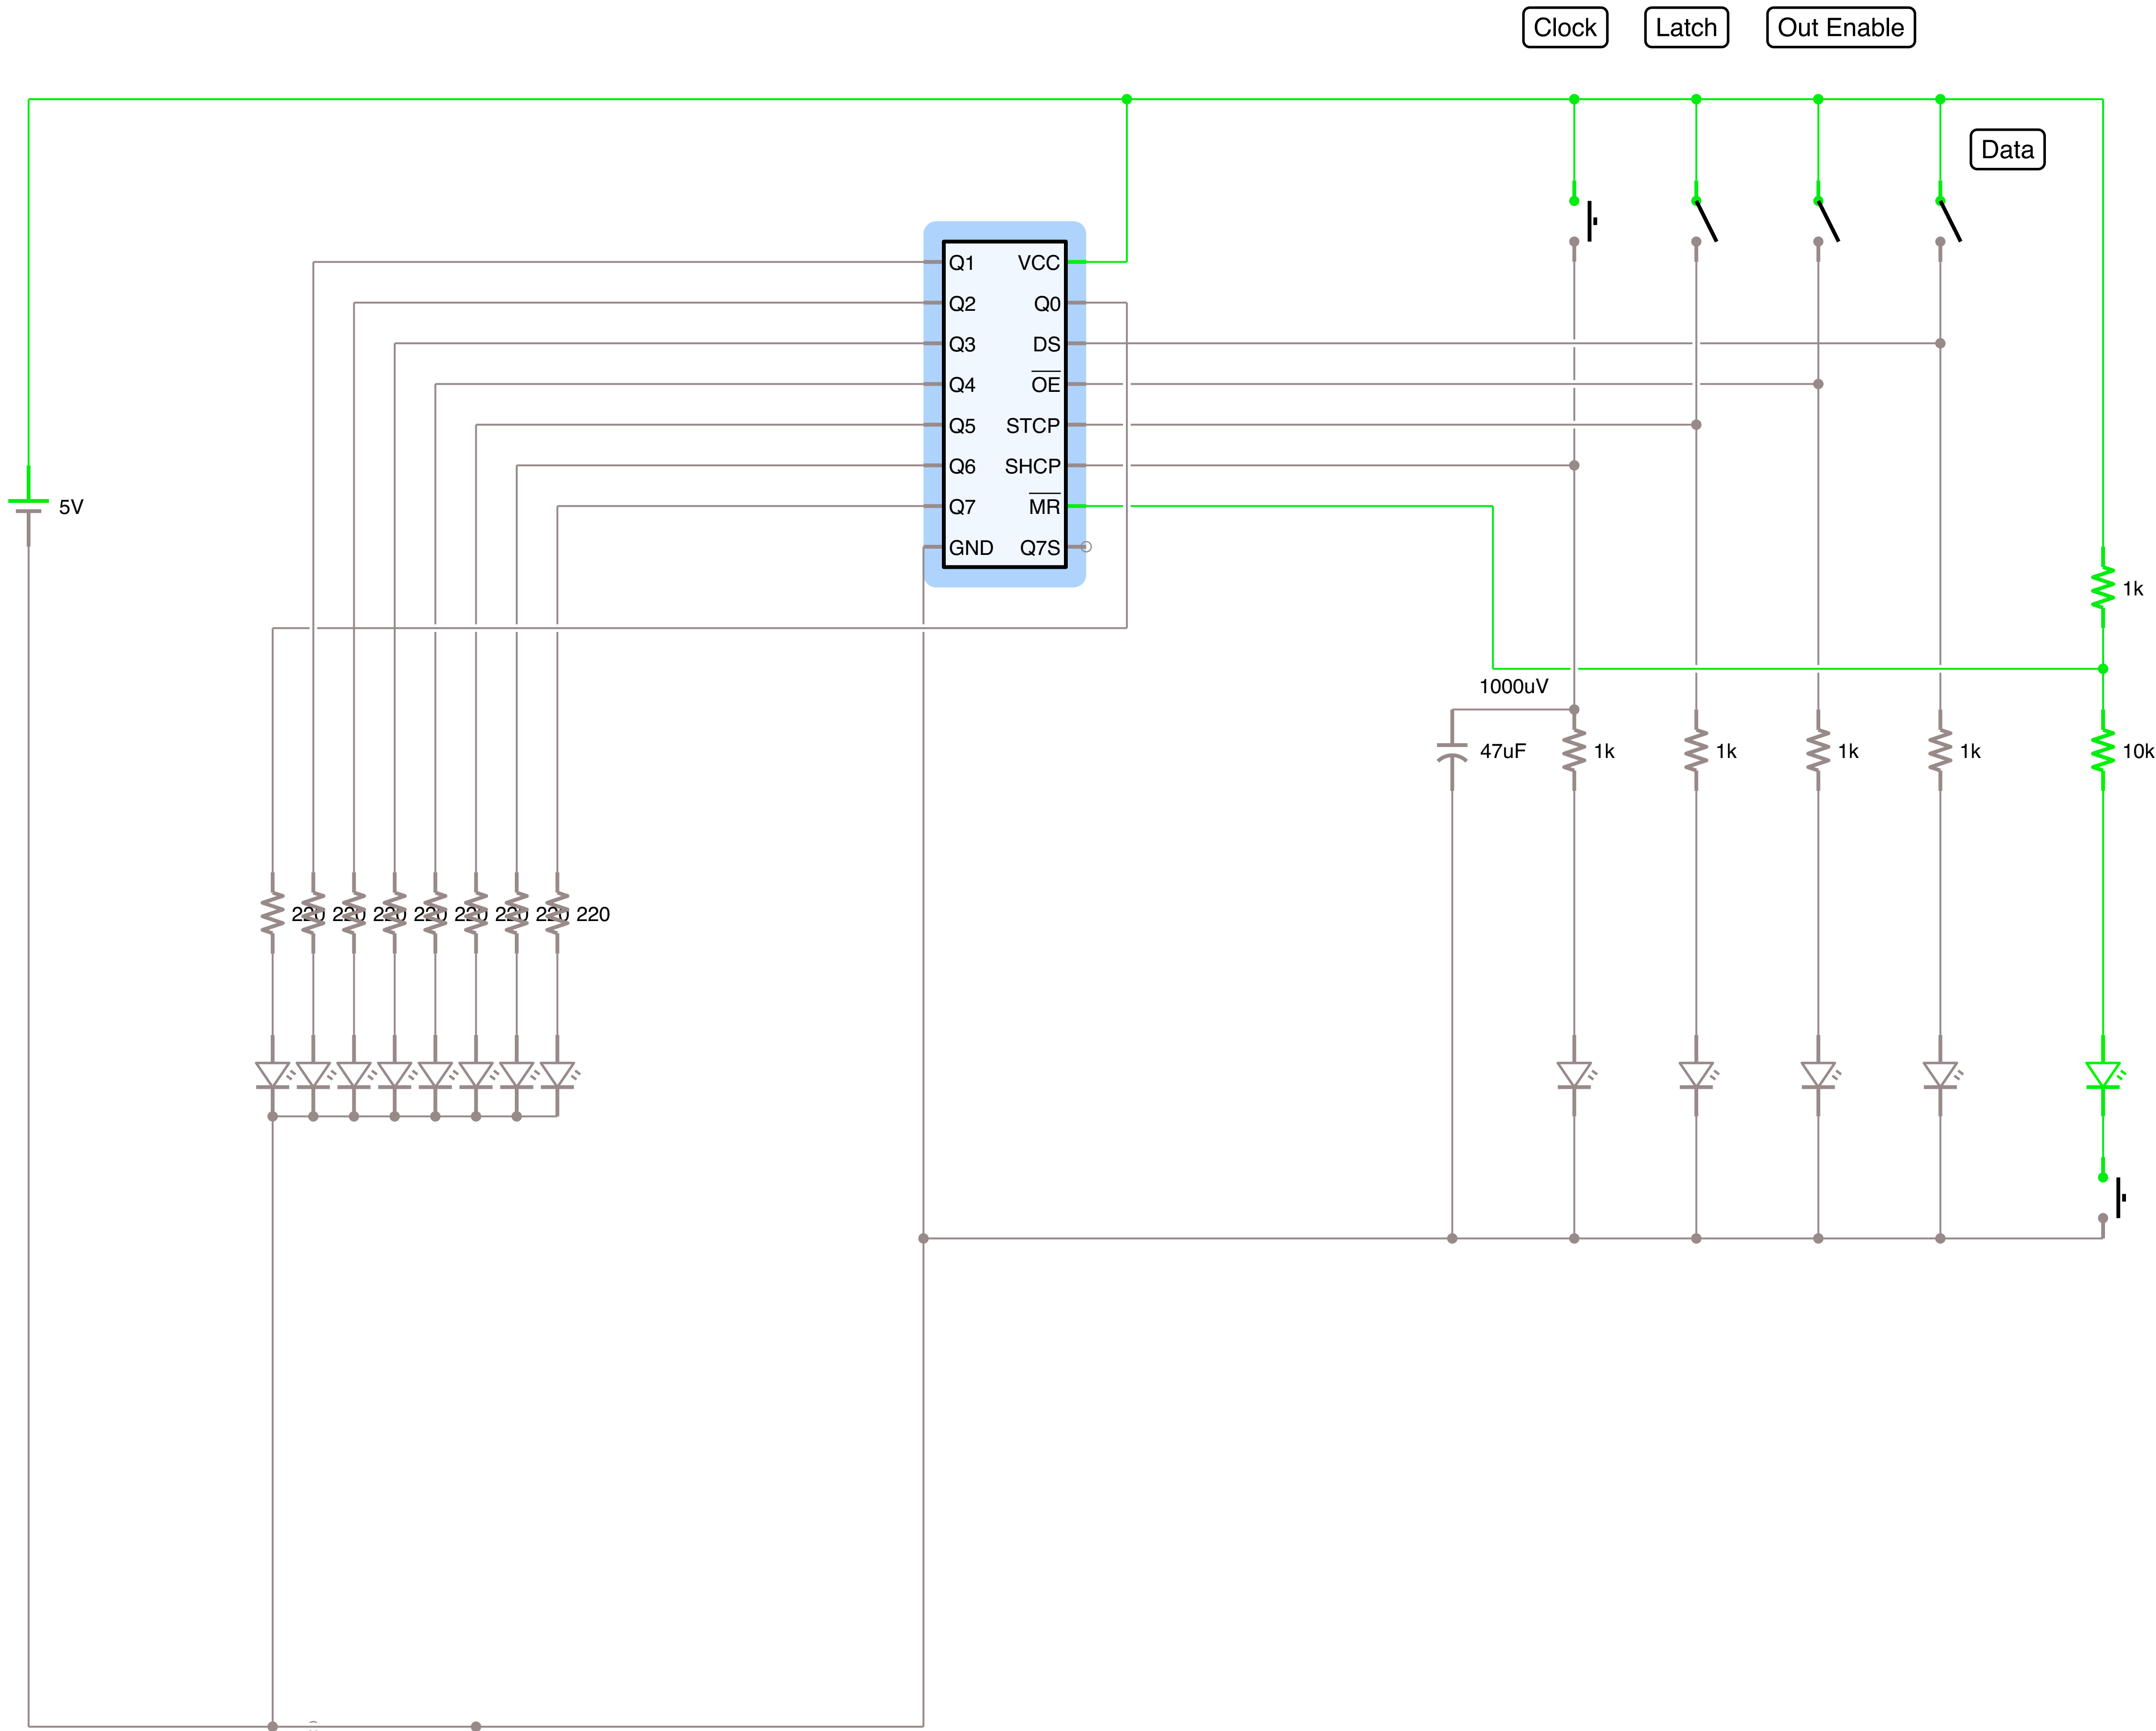 Clock Latch Out Enable
Data
Q1 VCC
Q2 Q0
Q3 DS
Q4 OE
Q5 STCP
Q6 SHCP
Q7 MR
GND Q7S
5V
1k
1000uV
47uF 1k 1k 1k 1k 10k
220 220 220 220 220 220 220 220